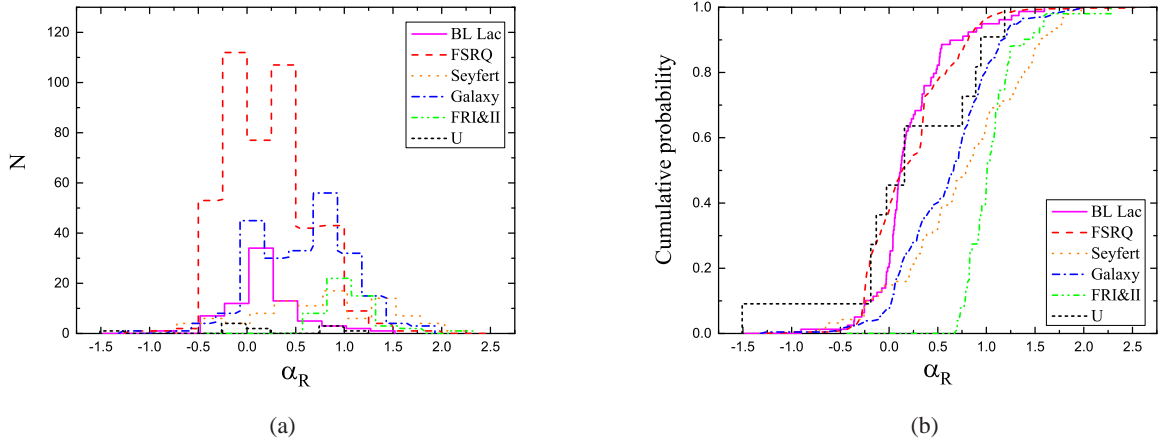 BL Lac
FSRQ
Seyfert
Galaxy
FRI&II
U
N
120
100
80
60
40
20
0
-1.5 -1.0 -0.5 0.0 0.5 1.0 1.5 2.0 2.5
α_R
(a)
Cumulative probability
1.0
0.8
0.6
0.4
0.2
0.0
BL Lac
FSRQ
Seyfert
Galaxy
FRI&II
U
-1.5 -1.0 -0.5 0.0 0.5 1.0 1.5 2.0 2.5
α_R
(b)